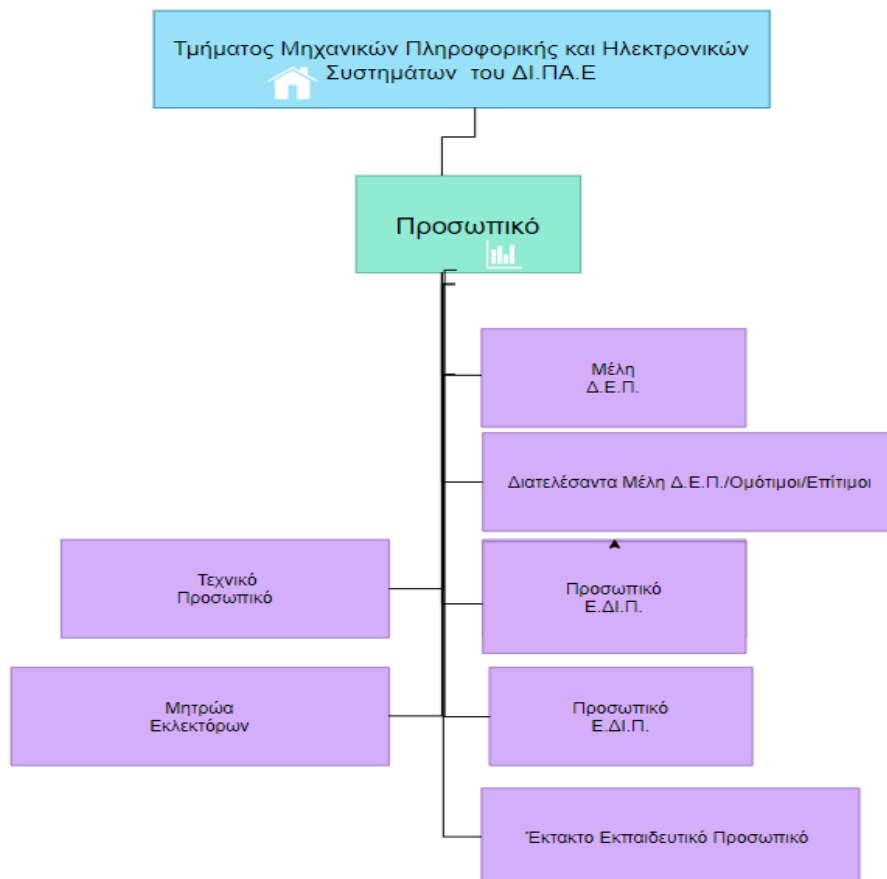 Τμήματος Μηχανικών Πληροφορικής και Ηλεκτρονικών
Συστημάτων του ΔΙ.ΠΑ.Ε
Προσωπικό
Μέλη
Δ.Ε.Π.
Διατελέσαντα Μέλη Δ.Ε.Π./Ομότιμοι/Επίτιμοι
Τεχνικό
Προσωπικό
Προσωπικό
Ε.ΔΙ.Π.
Μητρώα
Εκλεκτόρων
Προσωπικό
Ε.ΔΙ.Π.
Έκτακτο Εκπαιδευτικό Προσωπικό